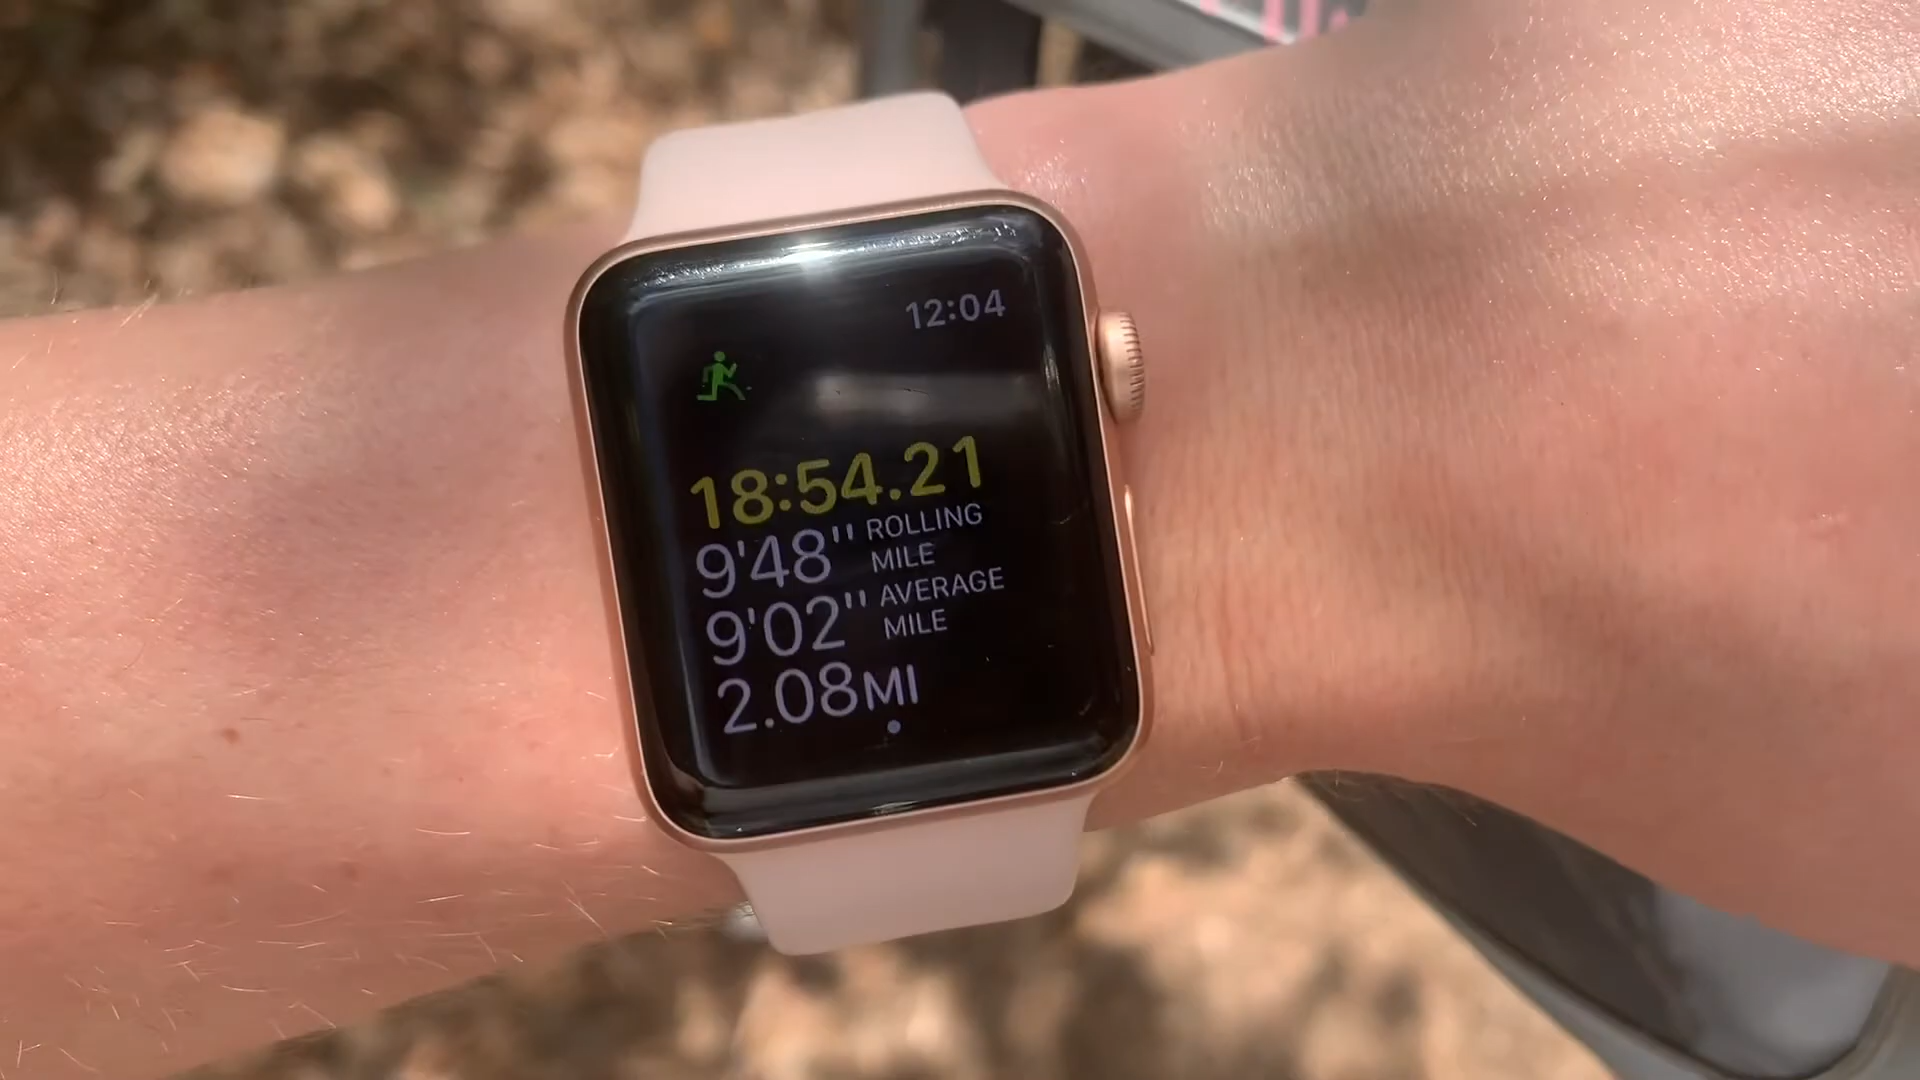 12:04
18:54.21
9'48" ROLLING
MILE
9'02" AVERAGE
MILE
2.08MI